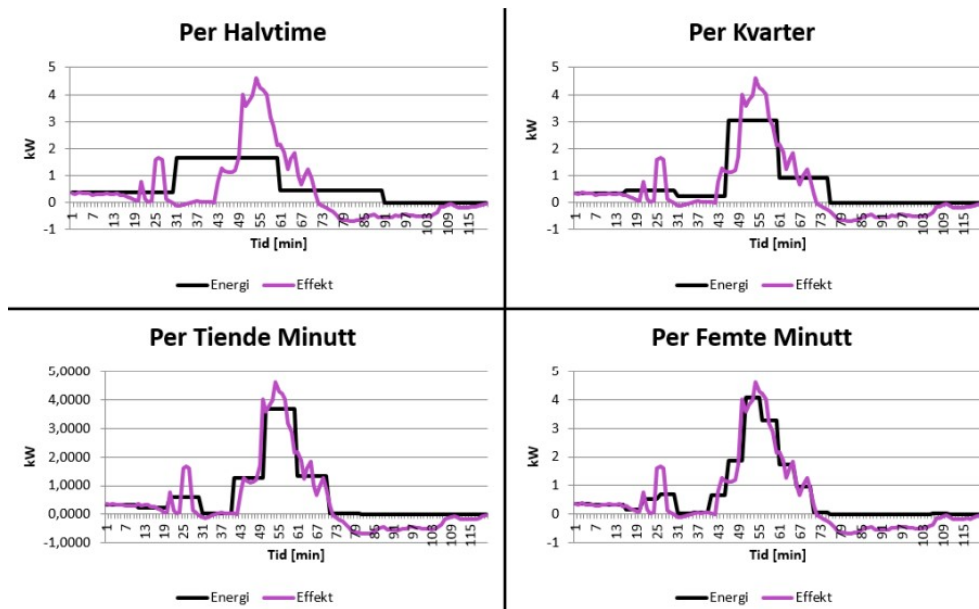 Per Halvtime
5
4
3
2
1
0
-1
kW
1 7 13 19 25 31 37 43 49 55 61 67 73 79 85 91 97 103 109 115
Tid [min]
Energi Effekt
Per Kvarter
5
4
3
2
1
0
-1
kW
1 7 13 19 25 31 37 43 49 55 61 67 73 79 85 91 97 103 109 115
Tid [min]
Energi Effekt
Per Tiende Minutt
5,0000
4,0000
3,0000
2,0000
1,0000
0,0000
-1,0000
kW
1 7 13 19 25 31 37 43 49 55 61 67 73 79 85 91 97 103 109 115
Tid [min]
Energi Effekt
Per Femte Minutt
5
4
3
2
1
0
-1
kW
1 7 13 19 25 31 37 43 49 55 61 67 73 79 85 91 97 103 109 115
Tid [min]
Energi Effekt